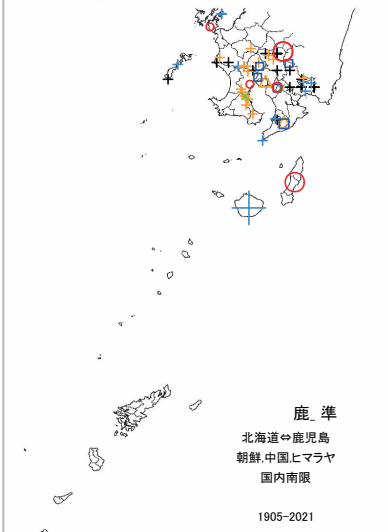 鹿_準
北海道⇔鹿児島
朝鮮,中国,ヒマラヤ
国内南限
1905-2021